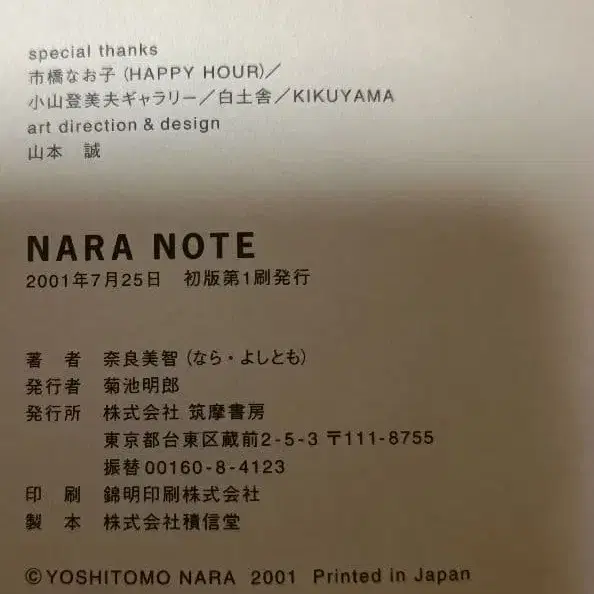 special thanks
市橋なお子 (HAPPY HOUR)／
小山登美夫ギャラリー／白土舎／KIKUYAMA
art direction & design
山本　誠
NARA NOTE
2001年7月25日　初版第1刷発行
著　者　奈良美智 (なら・よしとも)
発行者　菊池明郎
発行所　株式会社 筑摩書房
東京都台東区蔵前2-5-3 〒111-8755
振替00160-8-4123
印　刷　錦明印刷株式会社
製　本　株式会社積信堂
©YOSHITOMO NARA 2001 Printed in Japan